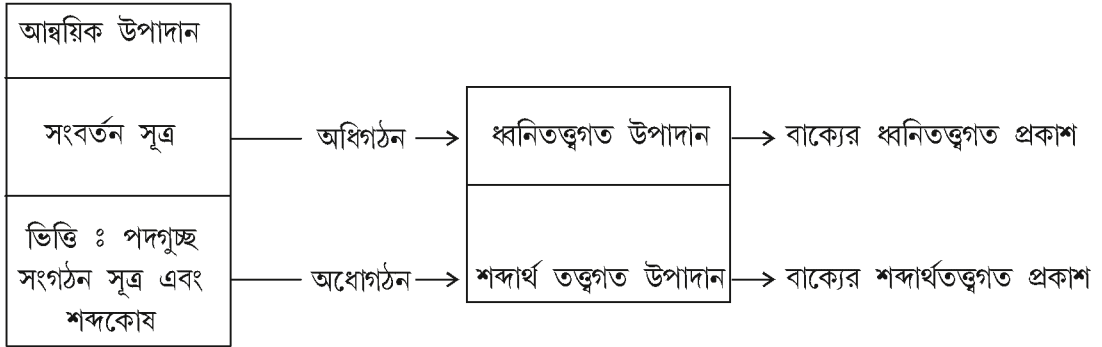 আন্বয়িক উপাদান
সংবর্তন সূত্র অধিগঠন ধ্বনিতত্ত্বগত উপাদান বাক্যের ধ্বনিতত্ত্বগত প্রকাশ
ভিত্তি ঃ পদগুচ্ছ
সংগঠন সূত্র এবং অধোগঠন শব্দার্থ তত্ত্বগত উপাদান বাক্যের শব্দার্থতত্ত্বগত প্রকাশ
শব্দকোষ